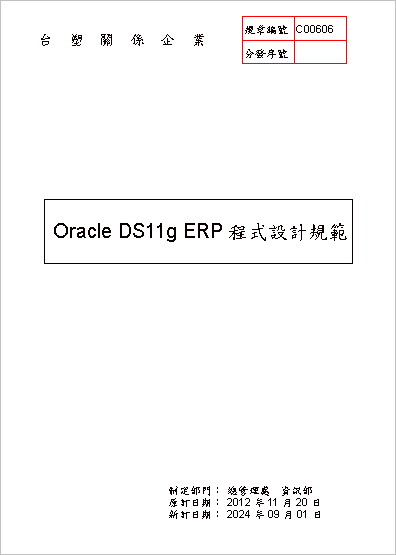 台塑關係企業
規章編號 C00606
分發序號
Oracle DS11g ERP 程式設計規範
制定部門： 總管理處 資訊部
原訂日期： 2012 年 11 月 20 日
新訂日期： 2024 年 09 月 01 日